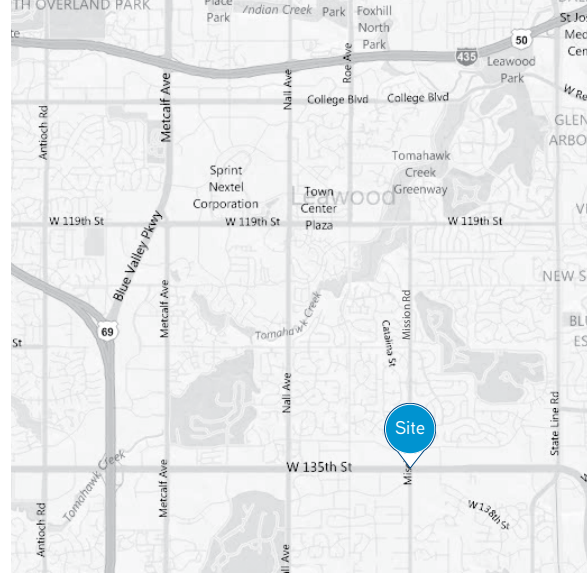 TH OVERLAND PARK
Place
Park
Indian Creek
Park
Foxhill
North
Park
50
St Jo
Med
Cen
435
Leawood
Park
W Re
Metcalf Ave
Nall Ave
Roe Ave
College Blvd
College Blvd
Antioch Rd
GLEN
ARBO
Tomahawk
Creek
Greenway
Sprint
Nextel
Corporation
Leawood
Town
Center
Plaza
W 119th St
W 119th St
W 119th St
Blue Valley Pkwy
NEW S
Metcalf Ave
Mission Rd
Tomahawk Creek
Catalina St
69
St
BLU
ES
Nall Ave
State Line Rd
Site
W 135th St
Miss
Tomahawk Creek
Metcalf Ave
Antioch Rd
W 138th St
all Ave